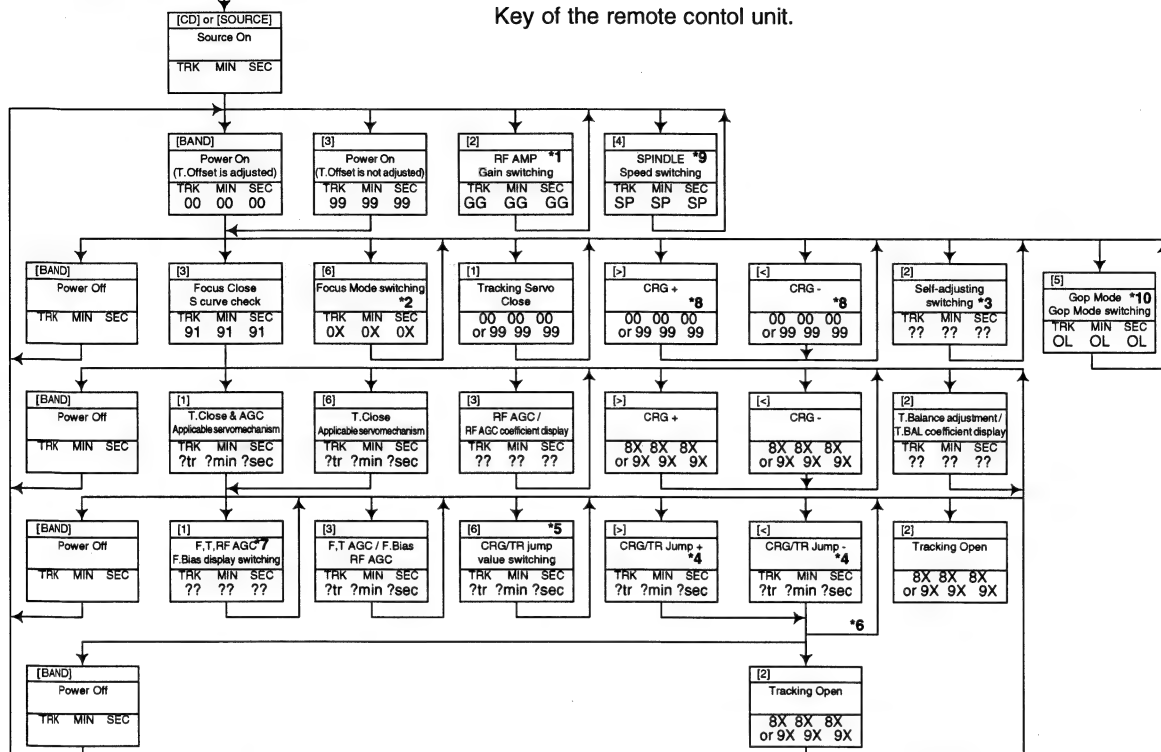 Key of the remote contol unit.
[CD] or [SOURCE]
Source On
TRK MIN SEC
[BAND]
Power On
(T.Offset is adjusted)
TRK MIN SEC
00 00 00
[3]
Power On
(T.Offset is not adjusted)
TRK MIN SEC
99 99 99
[2]
RF AMP *1
Gain switching
TRK MIN SEC
GG GG GG
[4]
SPINDLE *9
Speed switching
TRK MIN SEC
SP SP SP
[BAND]
Power Off
TRK MIN SEC
[3]
Focus Close
S curve check
TRK MIN SEC
91 91 91
[6]
Focus Mode switching
*2
TRK MIN SEC
0X 0X 0X
[1]
Tracking Servo
Close
00 00 00
or 99 99 99
[>]
CRG +
*8
00 00 00
or 99 99 99
[<]
CRG -
*8
00 00 00
or 99 99 99
[2]
Self-adjusting
switching *3
TRK MIN SEC
?? ?? ??
[5]
Gop Mode *10
Gop Mode switching
TRK MIN SEC
OL OL OL
[BAND]
Power Off
TRK MIN SEC
[1]
T.Close & AGC
Applicable servomechanism
TRK MIN SEC
?tr ?min ?sec
[6]
T.Close
Applicable servomechanism
TRK MIN SEC
?tr ?min ?sec
[3]
RF AGC /
RF AGC coefficient display
TRK MIN SEC
?? ?? ??
[>]
CRG +
8X 8X 8X
or 9X 9X 9X
[<]
CRG -
8X 8X 8X
or 9X 9X 9X
[2]
T.Balance adjustment /
T.BAL coefficient display
TRK MIN SEC
?? ?? ??
[BAND]
Power Off
TRK MIN SEC
[1]
F,T,RF AGC *7
F.Bias display switching
TRK MIN SEC
?? ?? ??
[3]
F,T AGC / F.Bias
RF AGC
TRK MIN SEC
?tr ?min ?sec
[6] *5
CRG/TR jump
value switching
TRK MIN SEC
?tr ?min ?sec
[>]
CRG/TR Jump +
*4
TRK MIN SEC
?tr ?min ?sec
[<]
CRG/TR Jump -
*4
TRK MIN SEC
?tr ?min ?sec
[2]
Tracking Open
8X 8X 8X
or 9X 9X 9X
*6
[BAND]
Power Off
TRK MIN SEC
[2]
Tracking Open
8X 8X 8X
or 9X 9X 9X